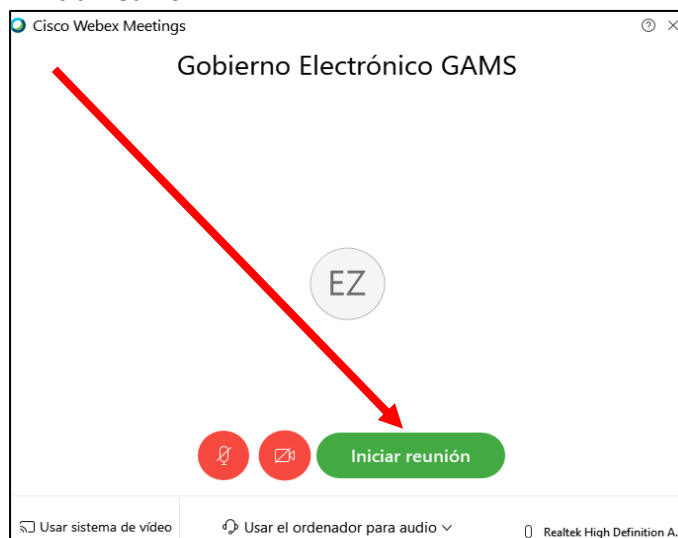 Cisco Webex Meetings
Gobierno Electrónico GAMS
EZ
Iniciar reunión
Usar sistema de vídeo Usar el ordenador para audio Realtek High Definition A.